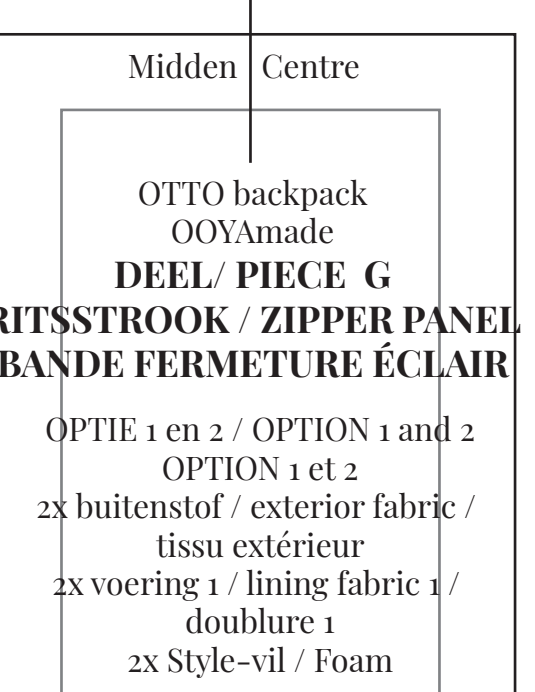 Midden Centre
OTTO backpack
OOYAmade
DEEL/ PIECE G
RITSSTROOK / ZIPPER PANEL
BANDE FERMETURE ÉCLAIR
OPTIE 1 en 2 / OPTION 1 and 2
OPTION 1 et 2
2x buitenstof / exterior fabric /
tissu extérieur
2x voering 1 / lining fabric 1 /
doublure 1
2x Style-vil / Foam